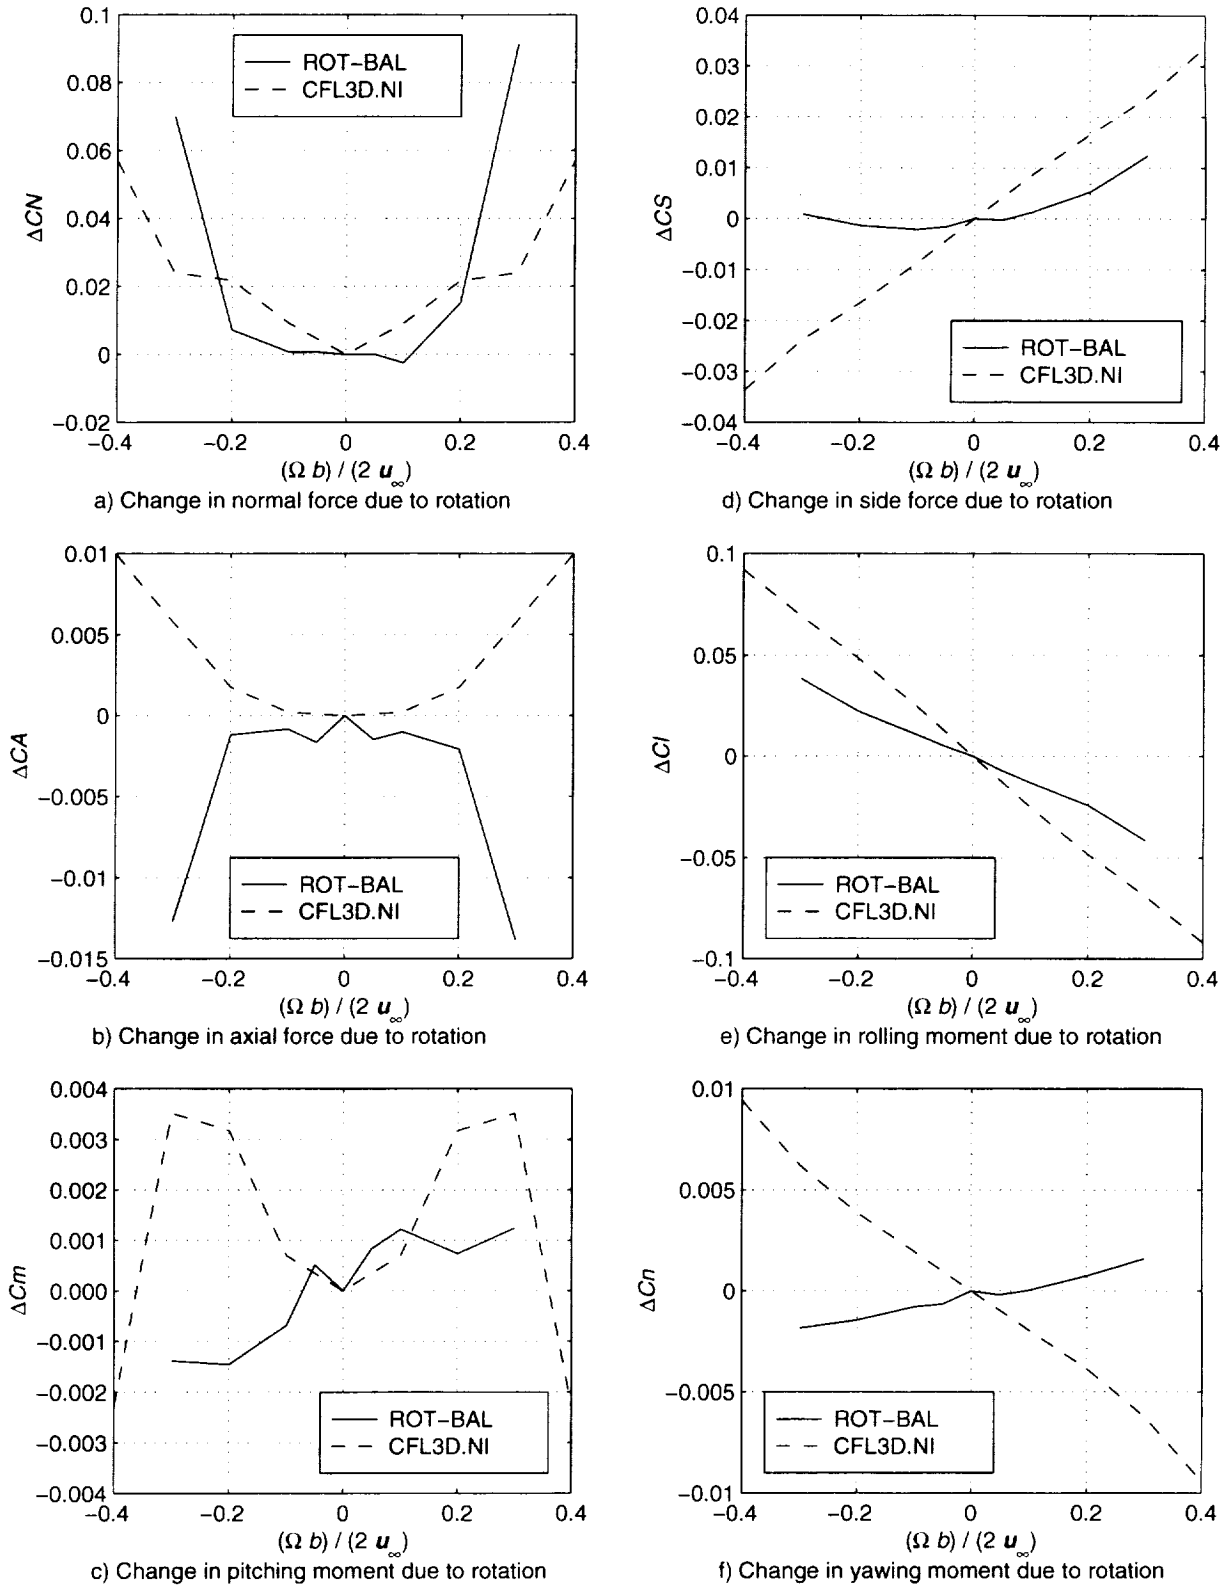 0.1
0.08
0.06
0.04
0.02
0
−0.02
ΔCN
ROT−BAL
CFL3D.NI
−0.4 −0.2 0 0.2 0.4
(Ω b) / (2 u∞)
a) Change in normal force due to rotation
0.04
0.03
0.02
0.01
0
−0.01
−0.02
−0.03
−0.04
ΔCS
ROT−BAL
CFL3D.NI
−0.4 −0.2 0 0.2 0.4
(Ω b) / (2 u∞)
d) Change in side force due to rotation
0.01
0.005
0
−0.005
−0.01
−0.015
ΔCA
ROT−BAL
CFL3D.NI
−0.4 −0.2 0 0.2 0.4
(Ω b) / (2 u∞)
b) Change in axial force due to rotation
0.1
0.05
0
−0.05
−0.1
ΔCl
ROT−BAL
CFL3D.NI
−0.4 −0.2 0 0.2 0.4
(Ω b) / (2 u∞)
e) Change in rolling moment due to rotation
0.004
0.003
0.002
0.001
0.000
−0.001
−0.002
−0.003
−0.004
ΔCm
ROT−BAL
CFL3D.NI
−0.4 −0.2 0 0.2 0.4
(Ω b) / (2 u∞)
c) Change in pitching moment due to rotation
0.01
0.005
0
−0.005
−0.01
ΔCn
ROT−BAL
CFL3D.NI
−0.4 −0.2 0 0.2 0.4
(Ω b) / (2 u∞)
f) Change in yawing moment due to rotation